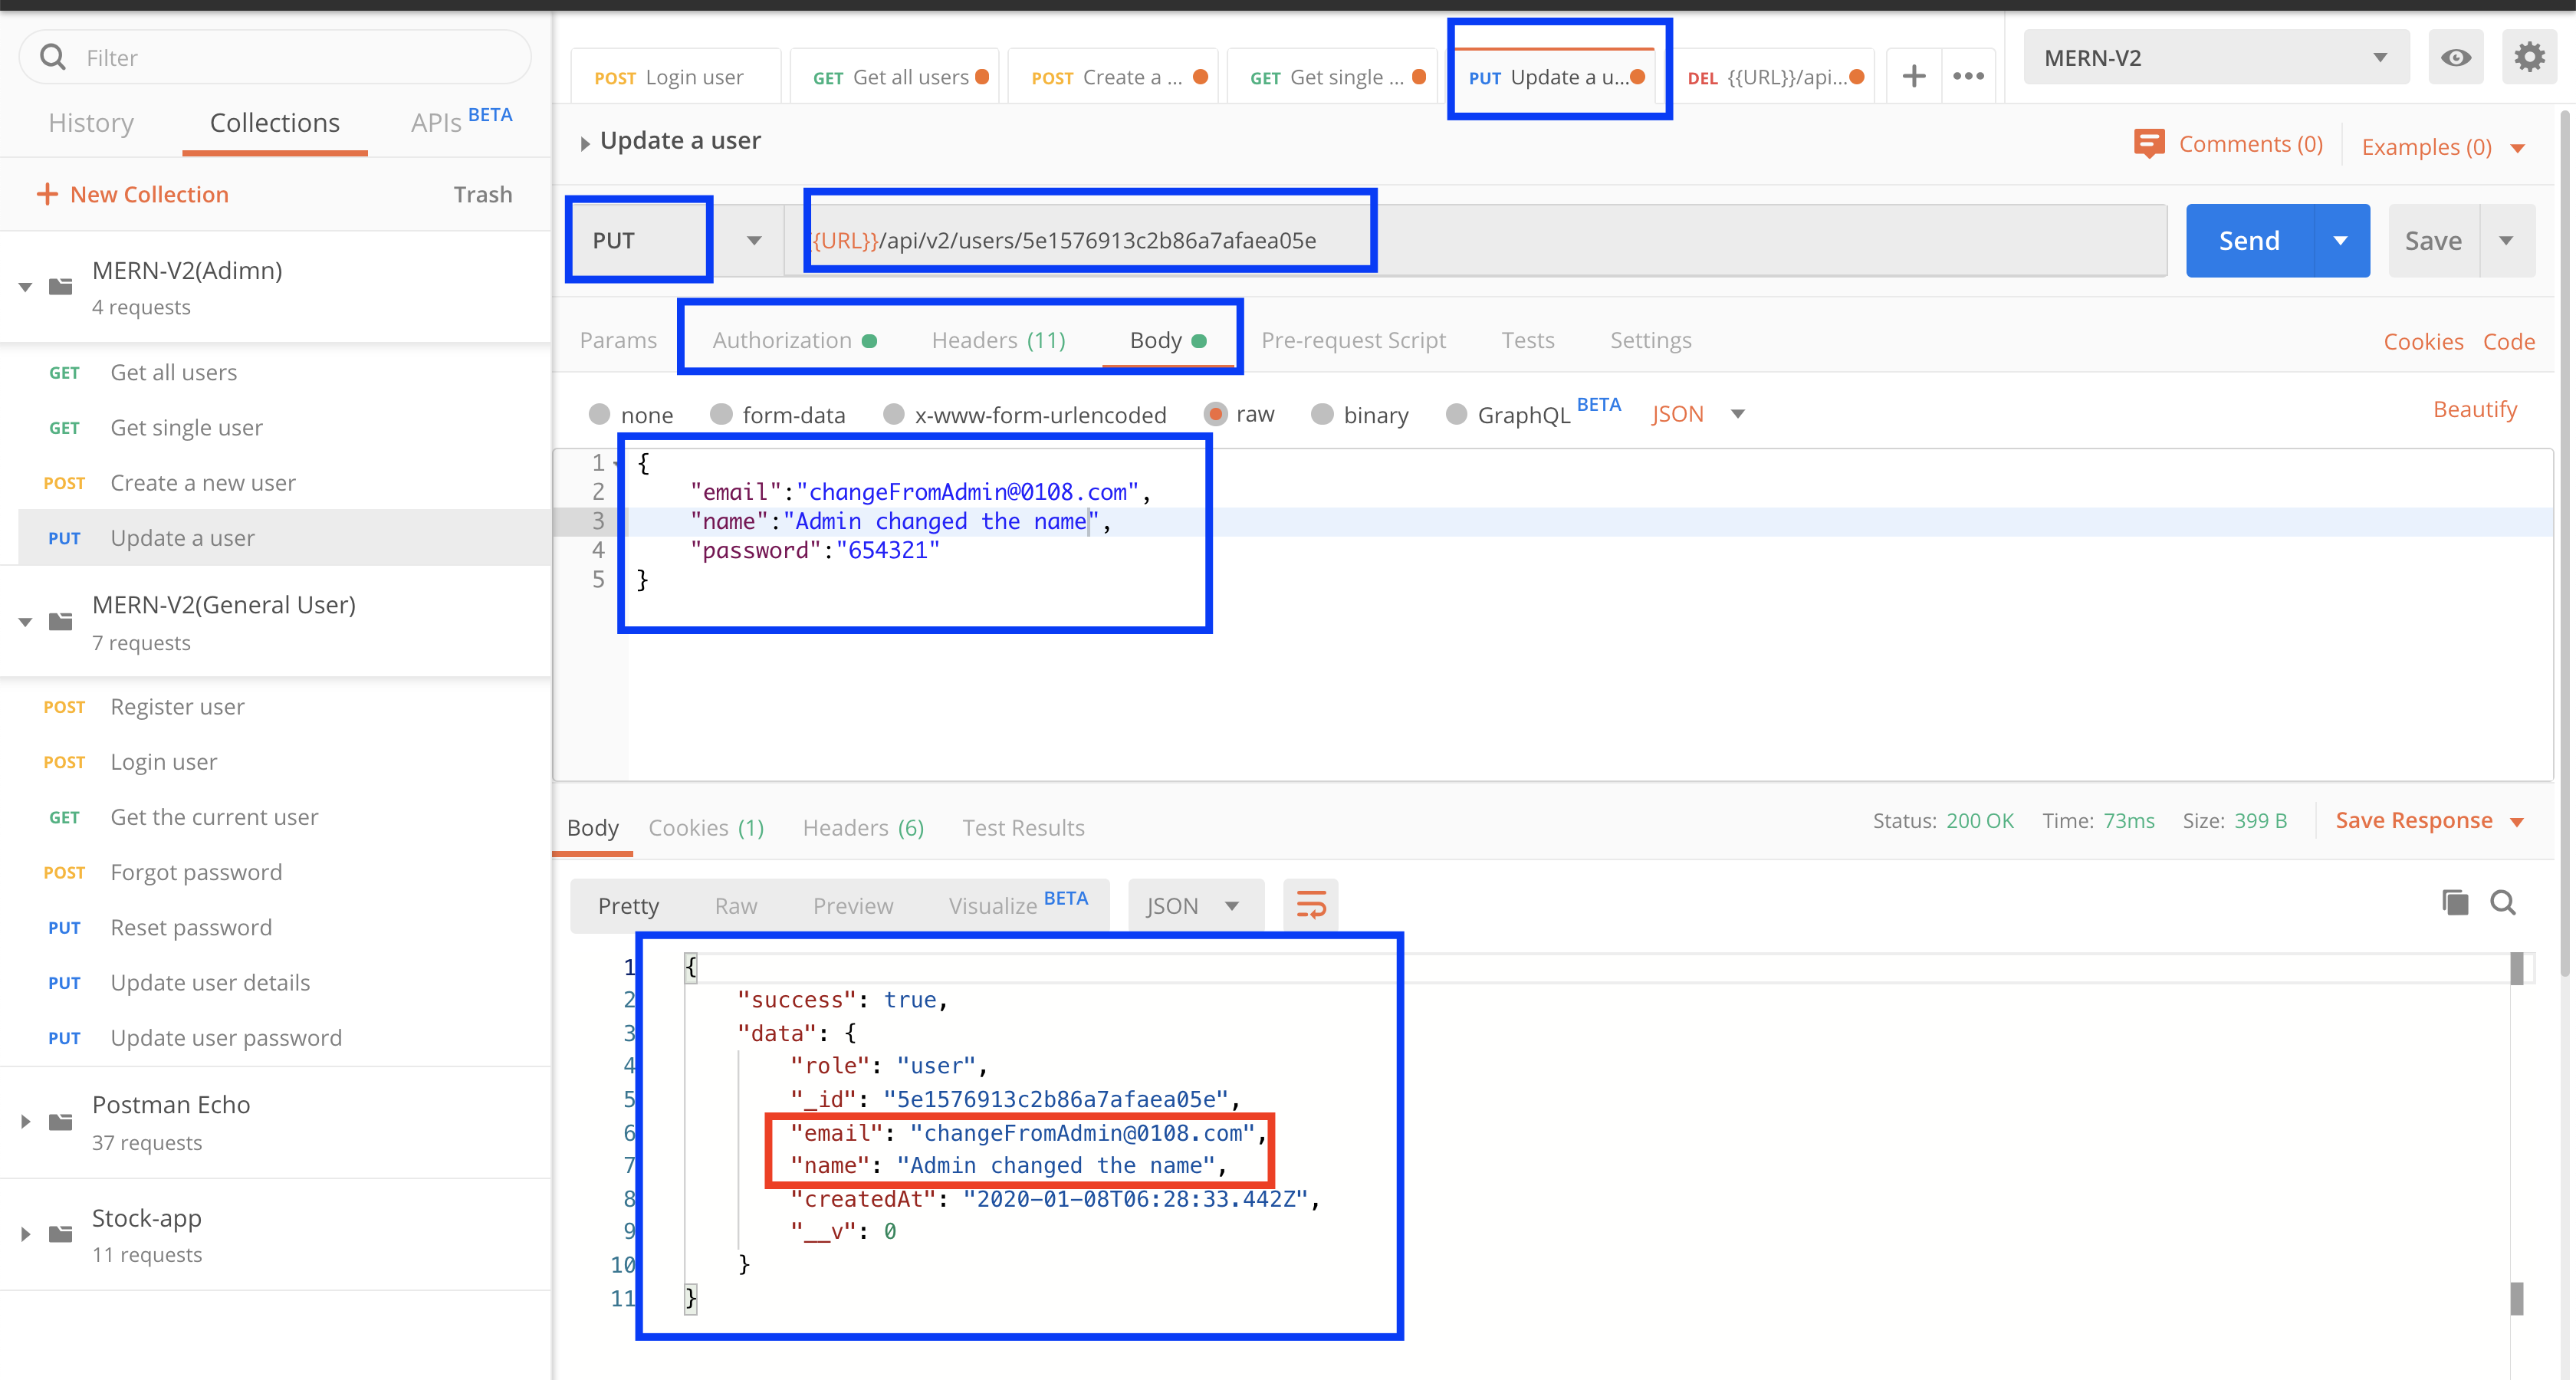 Filter
History Collections APIs BETA
+ New Collection Trash
MERN-V2(Adimn)
4 requests
GET Get all users
GET Get single user
POST Create a new user
PUT Update a user
MERN-V2(General User)
7 requests
POST Register user
POST Login user
GET Get the current user
POST Forgot password
PUT Reset password
PUT Update user details
PUT Update user password
Postman Echo
37 requests
Stock-app
11 requests
POST Login user GET Get all users POST Create a ... GET Get single ... PUT Update a u... DEL {{URL}}/api... + ••• MERN-V2
Update a user Comments (0) Examples (0)
PUT {URL}}/api/v2/users/5e1576913c2b86a7afaea05e Send Save
Params Authorization Headers (11) Body Pre-request Script Tests Settings Cookies Code
none form-data x-www-form-urlencoded raw binary GraphQL BETA JSON Beautify
1 {
2 "email":"changeFromAdmin@0108.com",
3 "name":"Admin changed the name",
4 "password":"654321"
5 }
Body Cookies (1) Headers (6) Test Results Status: 200 OK Time: 73ms Size: 399 B Save Response
Pretty Raw Preview Visualize BETA JSON
1 {
2 "success": true,
3 "data": {
4 "role": "user",
5 "_id": "5e1576913c2b86a7afaea05e",
6 "email": "changeFromAdmin@0108.com",
7 "name": "Admin changed the name",
8 "createdAt": "2020-01-08T06:28:33.442Z",
9 "__v": 0
10 }
11 }